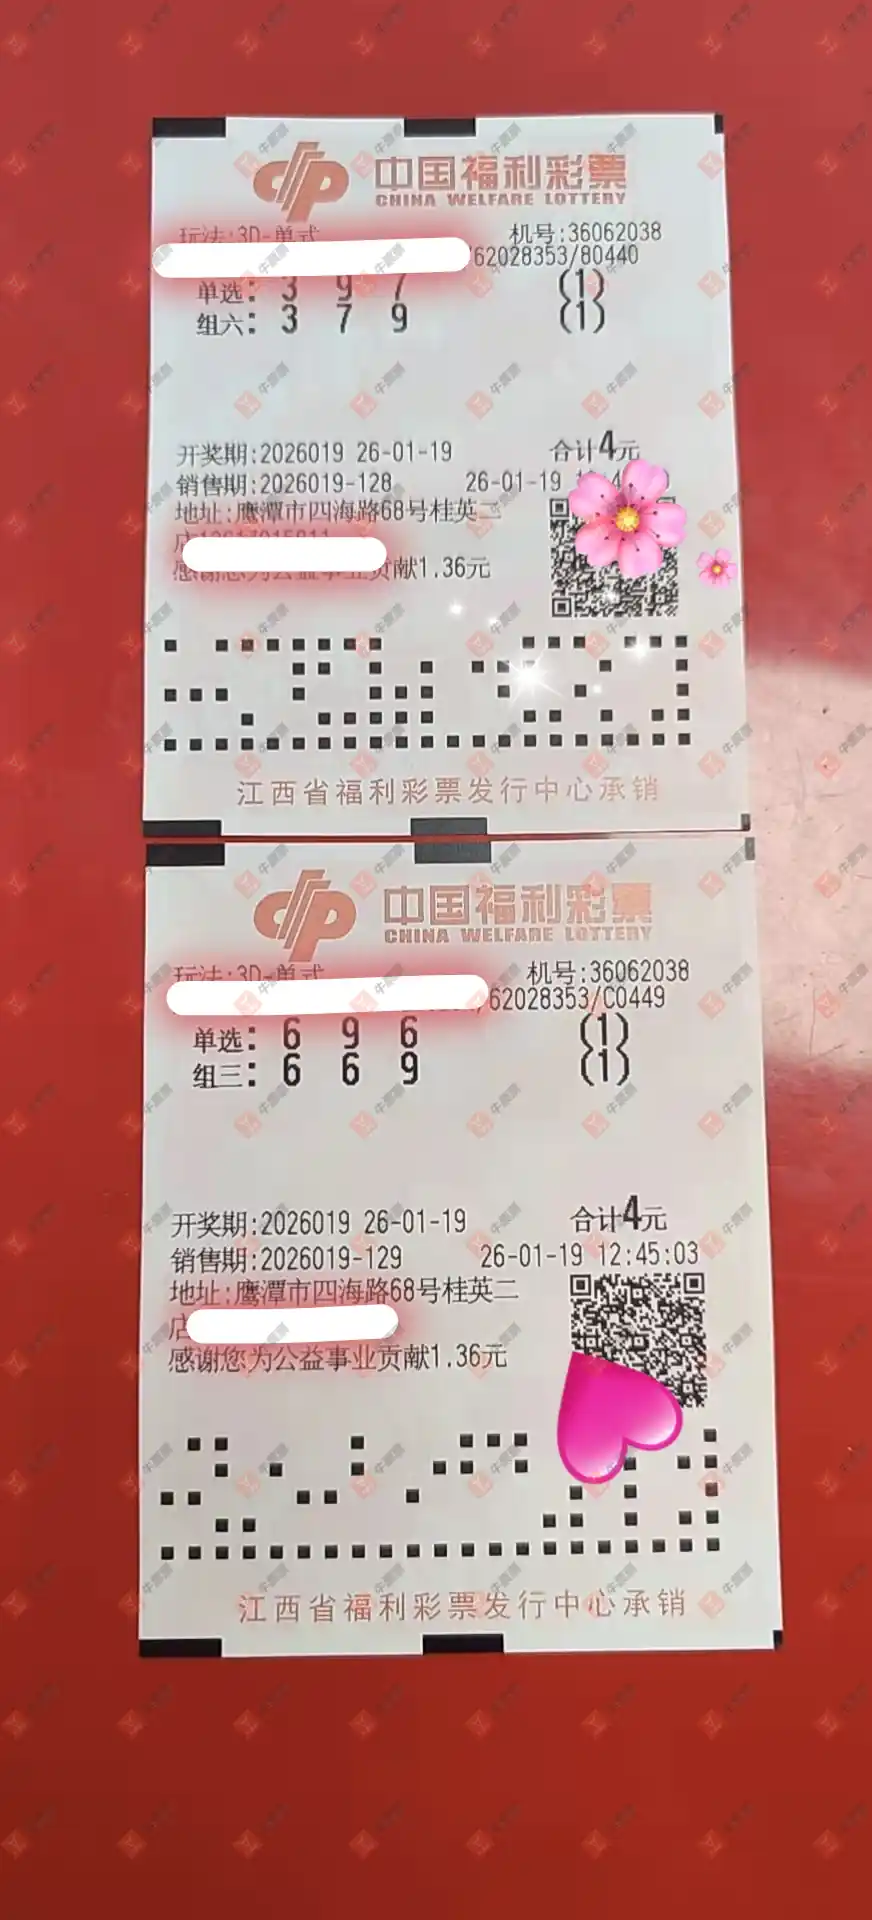 中国福利彩票
CHINA WELFARE LOTTERY
玩法:3D-单式 机号:36062038
/62028353/80440
单选: 3 9 7 (1)
组六: 3 7 9 (1)
开奖期:2026019 26-01-19 合计4元
销售期:2026019-128 26-01-19
地址:鹰潭市四海路68号桂英二
店
感谢您为公益事业贡献1.36元
江西省福利彩票发行中心承销
中国福利彩票
CHINA WELFARE LOTTERY
玩法:3D-单式 机号:36062038
/62028353/C0449
单选: 6 9 6 (1)
组三: 6 6 9 (1)
开奖期:2026019 26-01-19 合计4元
销售期:2026019-129 26-01-19 12:45:03
地址:鹰潭市四海路68号桂英二
店
感谢您为公益事业贡献1.36元
江西省福利彩票发行中心承销